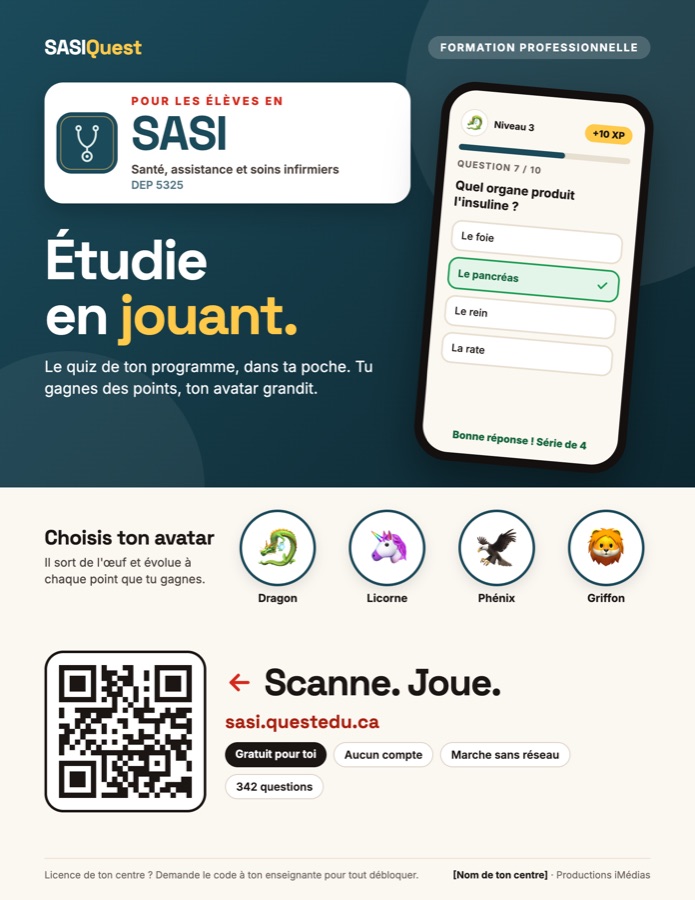 SASIQuest
FORMATION PROFESSIONNELLE
POUR LES ÉLÈVES EN
SASI
Santé, assistance et soins infirmiers
DEP 5325
Étudie
en jouant.
Le quiz de ton programme, dans ta poche. Tu
gagnes des points, ton avatar grandit.
Niveau 3
+10 XP
QUESTION 7 / 10
Quel organe produit
l'insuline ?
Le foie
Le pancréas
Le rein
La rate
Bonne réponse ! Série de 4
Choisis ton avatar
Il sort de l'œuf et évolue à
chaque point que tu gagnes.
Dragon
Licorne
Phénix
Griffon
← Scanne. Joue.
sasi.questedu.ca
Gratuit pour toi
Aucun compte
Marche sans réseau
342 questions
Licence de ton centre ? Demande le code à ton enseignante pour tout débloquer.
[Nom de ton centre] · Productions iMédias